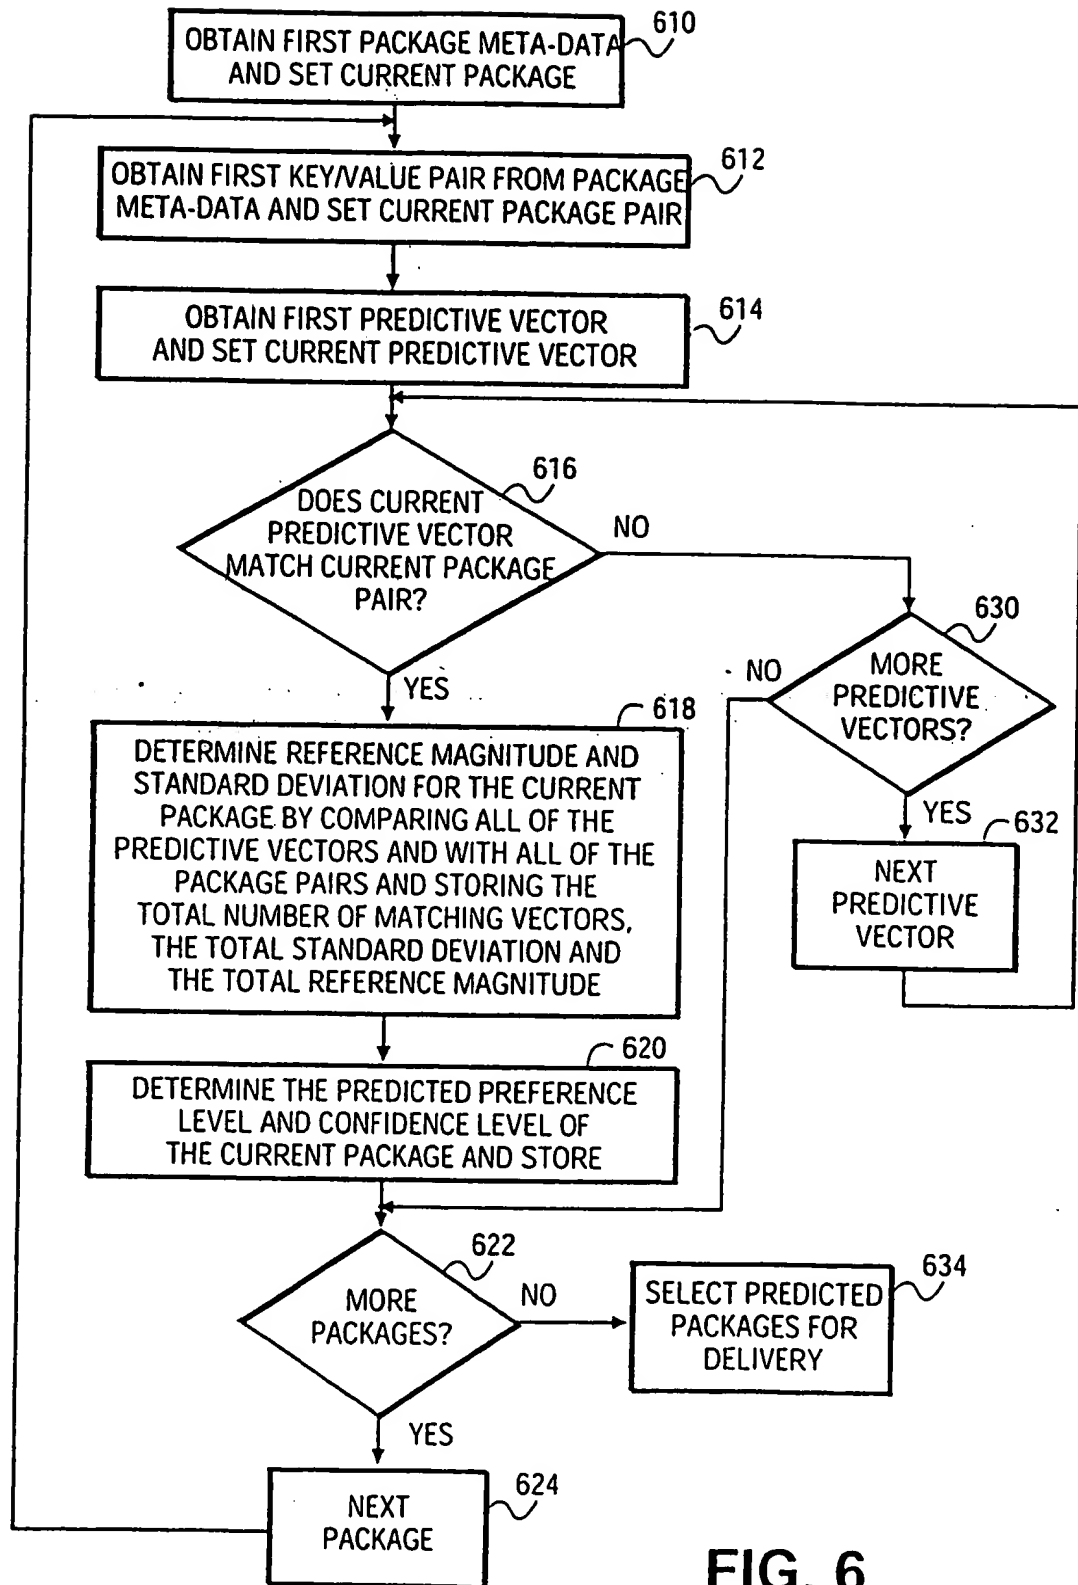 OBTAIN FIRST PACKAGE META-DATA
AND SET CURRENT PACKAGE
610
OBTAIN FIRST KEY/VALUE PAIR FROM PACKAGE
META-DATA AND SET CURRENT PACKAGE PAIR
612
OBTAIN FIRST PREDICTIVE VECTOR
AND SET CURRENT PREDICTIVE VECTOR
614
616
DOES CURRENT
PREDICTIVE VECTOR
MATCH CURRENT PACKAGE
PAIR?
NO
YES
630
MORE
PREDICTIVE
VECTORS?
NO
YES
632
NEXT
PREDICTIVE
VECTOR
618
DETERMINE REFERENCE MAGNITUDE AND
STANDARD DEVIATION FOR THE CURRENT
PACKAGE BY COMPARING ALL OF THE
PREDICTIVE VECTORS AND WITH ALL OF THE
PACKAGE PAIRS AND STORING THE
TOTAL NUMBER OF MATCHING VECTORS,
THE TOTAL STANDARD DEVIATION AND
THE TOTAL REFERENCE MAGNITUDE
620
DETERMINE THE PREDICTED PREFERENCE
LEVEL AND CONFIDENCE LEVEL OF
THE CURRENT PACKAGE AND STORE
622
MORE
PACKAGES?
NO
YES
634
SELECT PREDICTED
PACKAGES FOR
DELIVERY
624
NEXT
PACKAGE
FIG. 6